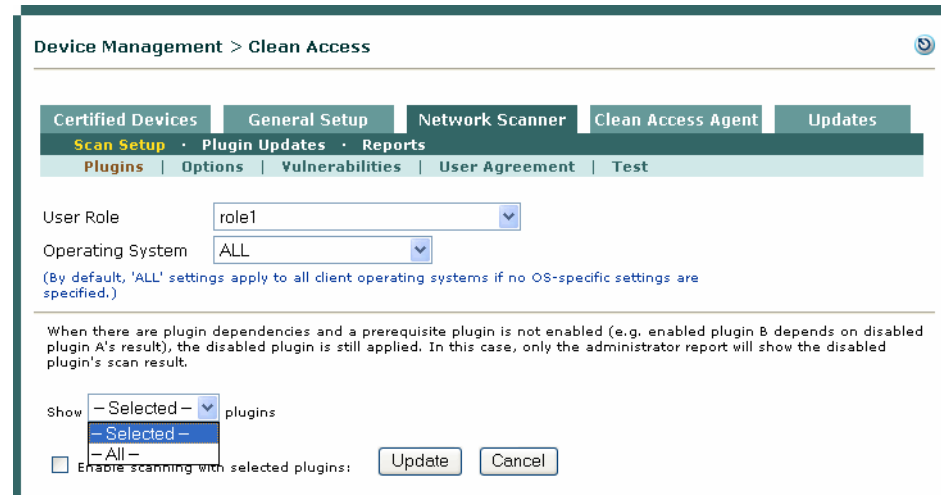 Device Management > Clean Access
Certified Devices General Setup Network Scanner Clean Access Agent Updates
Scan Setup · Plugin Updates · Reports
Plugins | Options | Vulnerabilities | User Agreement | Test
User Role role1
Operating System ALL
(By default, 'ALL' settings apply to all client operating systems if no OS-specific settings are
specified.)
When there are plugin dependencies and a prerequisite plugin is not enabled (e.g. enabled plugin B depends on disabled
plugin A's result), the disabled plugin is still applied. In this case, only the administrator report will show the disabled
plugin's scan result.
Show – Selected – plugins
– Selected –
– All –
Enable scanning with selected plugins: Update Cancel